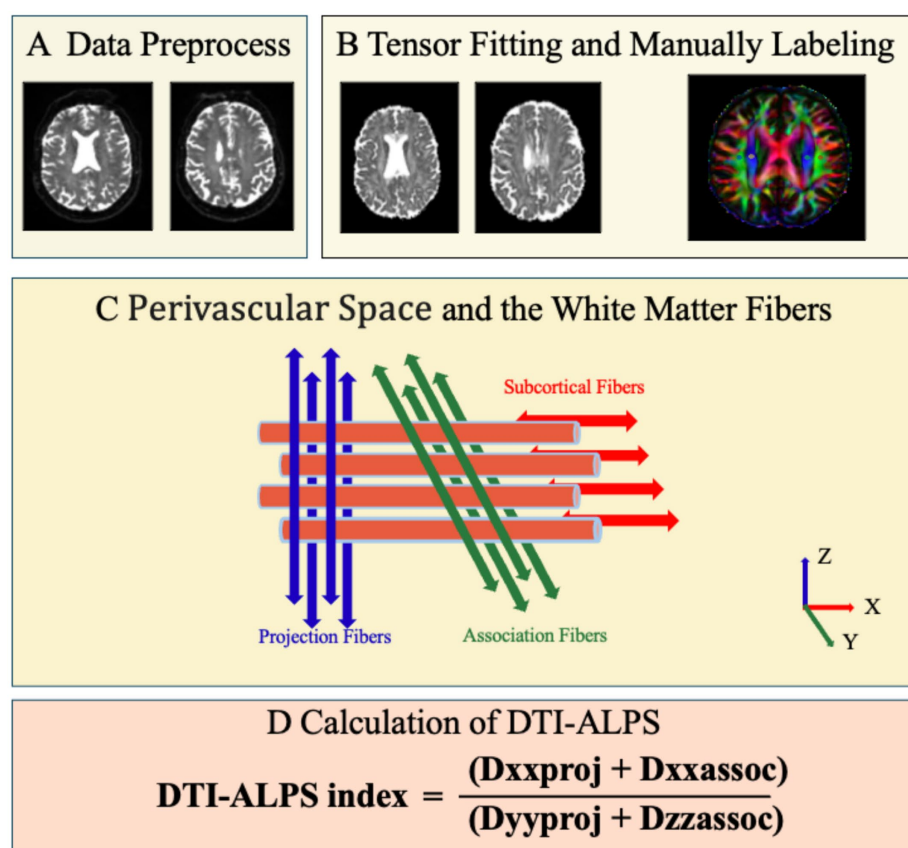 A Data Preprocess
B Tensor Fitting and Manually Labeling
C Perivascular Space and the White Matter Fibers
Subcortical Fibers
Projection Fibers
Association Fibers
Z
X
Y
D Calculation of DTI-ALPS
DTI-ALPS index = (Dxxproj + Dxxassoc)
(Dyyproj + Dzzassoc)